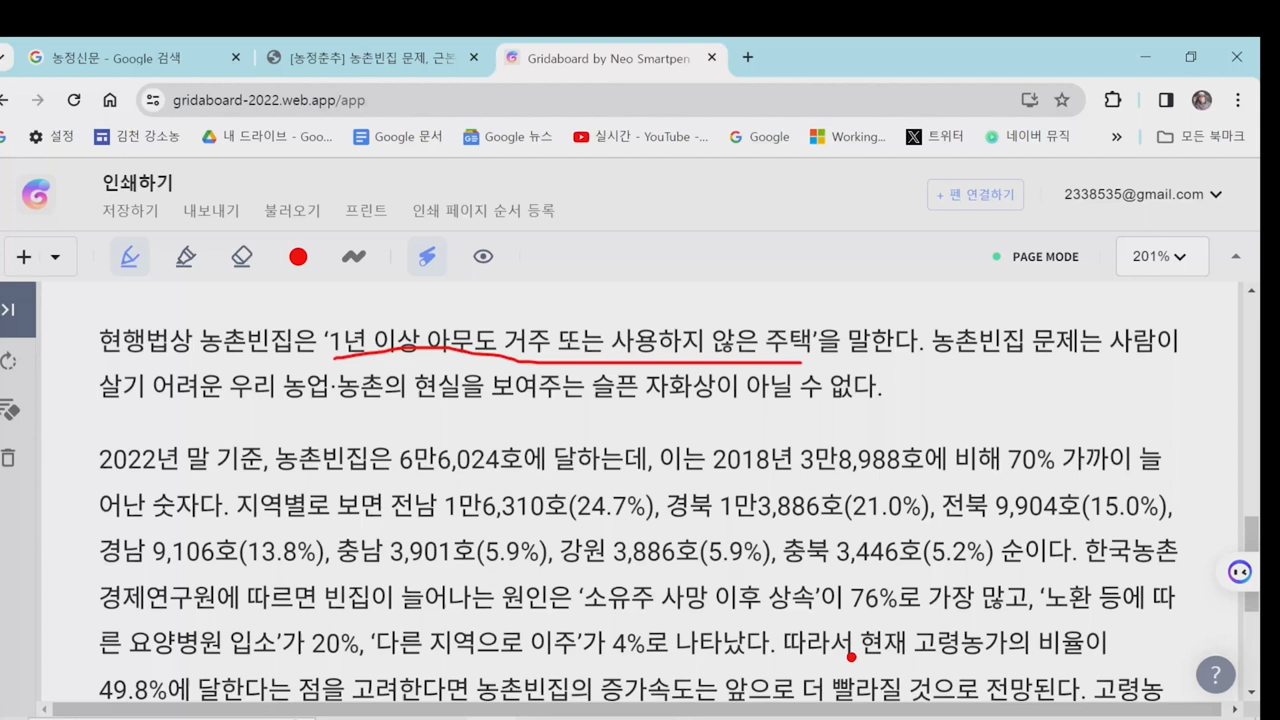 농정신문 - Google 검색
[농정춘추] 농촌빈집 문제, 근본
Gridaboard by Neo Smartpen
gridaboard-2022.web.app/app
설정 김천 강소농 내 드라이브 - Goo... Google 문서 Google 뉴스 실시간 - YouTube -... Google Working... 트위터 네이버 뮤직 » 모든 북마크
인쇄하기
저장하기 내보내기 불러오기 프린트 인쇄 페이지 순서 등록
+ 펜 연결하기
2338535@gmail.com
PAGE MODE
201%
현행법상 농촌빈집은 ‘1년 이상 아무도 거주 또는 사용하지 않은 주택’을 말한다. 농촌빈집 문제는 사람이
살기 어려운 우리 농업·농촌의 현실을 보여주는 슬픈 자화상이 아닐 수 없다.
2022년 말 기준, 농촌빈집은 6만6,024호에 달하는데, 이는 2018년 3만8,988호에 비해 70% 가까이 늘
어난 숫자다. 지역별로 보면 전남 1만6,310호(24.7%), 경북 1만3,886호(21.0%), 전북 9,904호(15.0%),
경남 9,106호(13.8%), 충남 3,901호(5.9%), 강원 3,886호(5.9%), 충북 3,446호(5.2%) 순이다. 한국농촌
경제연구원에 따르면 빈집이 늘어나는 원인은 ‘소유주 사망 이후 상속’이 76%로 가장 많고, ‘노환 등에 따
른 요양병원 입소’가 20%, ‘다른 지역으로 이주’가 4%로 나타났다. 따라서 현재 고령농가의 비율이
49.8%에 달한다는 점을 고려한다면 농촌빈집의 증가속도는 앞으로 더 빨라질 것으로 전망된다. 고령농
?